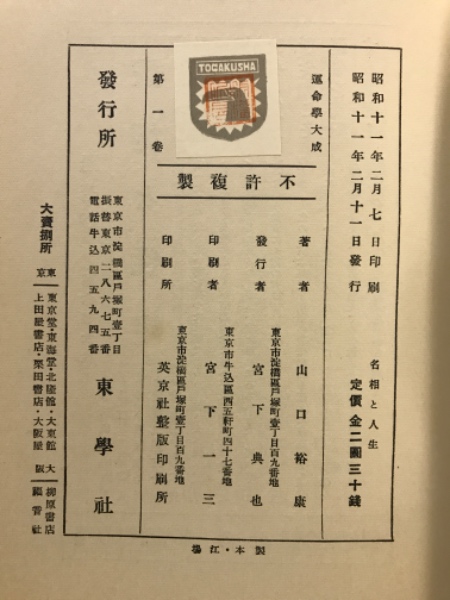 昭和十一年二月七日印刷
昭和十一年二月十一日發行
名相と人生
定價金二圓三十錢
運命學大成
第一卷
TOGAKUSHA
不許複製
著者 山口裕康
東京市淀橋區戸塚町壹丁目百九番地
發行者 宮下典也
東京市牛込區西五軒町四十七番地
印刷者 宮下一三
東京市淀橋區戸塚町壹丁目百九番地
印刷所 英京社整版印刷所
發行所
東京市淀橋區戸塚町壹丁目
振替東京二八六七五番
電話牛込四五九四番
東學社
大賣捌所
東京
東京堂・東海堂・北隆館・大東館
上田屋書店・栗田書店・大阪屋
大阪
柳原書店
福音社
製本・江場